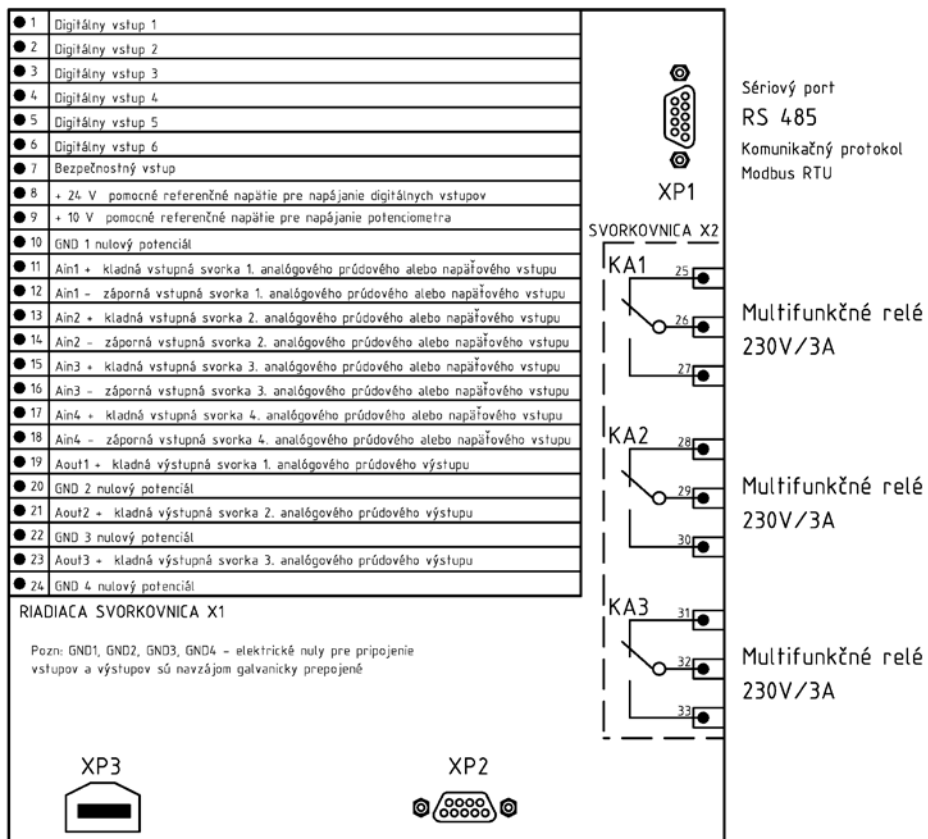 1 Digitálny vstup 1
2 Digitálny vstup 2
3 Digitálny vstup 3
4 Digitálny vstup 4
5 Digitálny vstup 5
6 Digitálny vstup 6
7 Bezpečnostný vstup
8 + 24 V pomocné referenčné napätie pre napájanie digitálnych vstupov
9 + 10 V pomocné referenčné napätie pre napájanie potenciometra
10 GND 1 nulový potenciál
11 Ain1 + kladná vstupná svorka 1. analógového prúdového alebo napäťového vstupu
12 Ain1 - záporná vstupná svorka 1. analógového prúdového alebo napäťového vstupu
13 Ain2 + kladná vstupná svorka 2. analógového prúdového alebo napäťového vstupu
14 Ain2 - záporná vstupná svorka 2. analógového prúdového alebo napäťového vstupu
15 Ain3 + kladná vstupná svorka 3. analógového prúdového alebo napäťového vstupu
16 Ain3 - záporná vstupná svorka 3. analógového prúdového alebo napäťového vstupu
17 Ain4 + kladná vstupná svorka 4. analógového prúdového alebo napäťového vstupu
18 Ain4 - záporná vstupná svorka 4. analógového prúdového alebo napäťového vstupu
19 Aout1 + kladná výstupná svorka 1. analógového prúdového výstupu
20 GND 2 nulový potenciál
21 Aout2 + kladná výstupná svorka 2. analógového prúdového výstupu
22 GND 3 nulový potenciál
23 Aout3 + kladná výstupná svorka 3. analógového prúdového výstupu
24 GND 4 nulový potenciál
RIADIACA SVORKOVNICA X1
Pozn: GND1, GND2, GND3, GND4 - elektrické nuly pre pripojenie
vstupov a výstupov sú navzájom galvanicky prepojené
XP3
XP2
XP1
Sériový port
RS 485
Komunikačný protokol
Modbus RTU
SVORKOVNICA X2
KA1
25
26
27
Multifunkčné relé
230V/3A
KA2
28
29
30
Multifunkčné relé
230V/3A
KA3
31
32
33
Multifunkčné relé
230V/3A